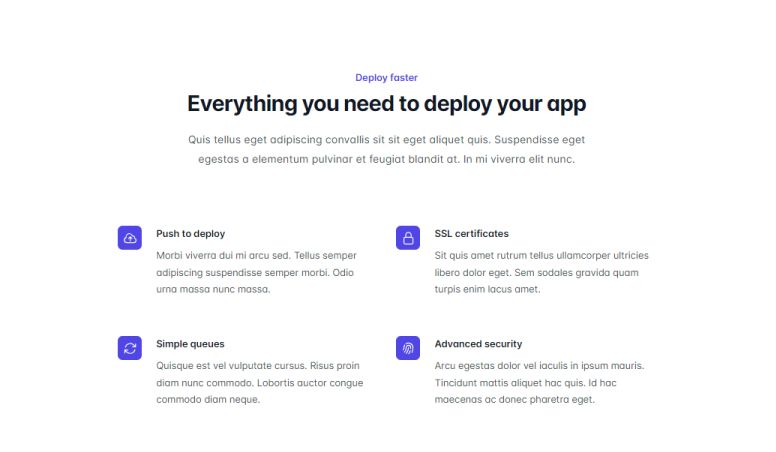 Deploy faster
Everything you need to deploy your app
Quis tellus eget adipiscing convallis sit sit eget aliquet quis. Suspendisse eget
egestas a elementum pulvinar et feugiat blandit at. In mi viverra elit nunc.
Push to deploy
Morbi viverra dui mi arcu sed. Tellus semper
adipiscing suspendisse semper morbi. Odio
urna massa nunc massa.
SSL certificates
Sit quis amet rutrum tellus ullamcorper ultricies
libero dolor eget. Sem sodales gravida quam
turpis enim lacus amet.
Simple queues
Quisque est vel vulputate cursus. Risus proin
diam nunc commodo. Lobortis auctor congue
commodo diam neque.
Advanced security
Arcu egestas dolor vel iaculis in ipsum mauris.
Tincidunt mattis aliquet hac quis. Id hac
maecenas ac donec pharetra eget.